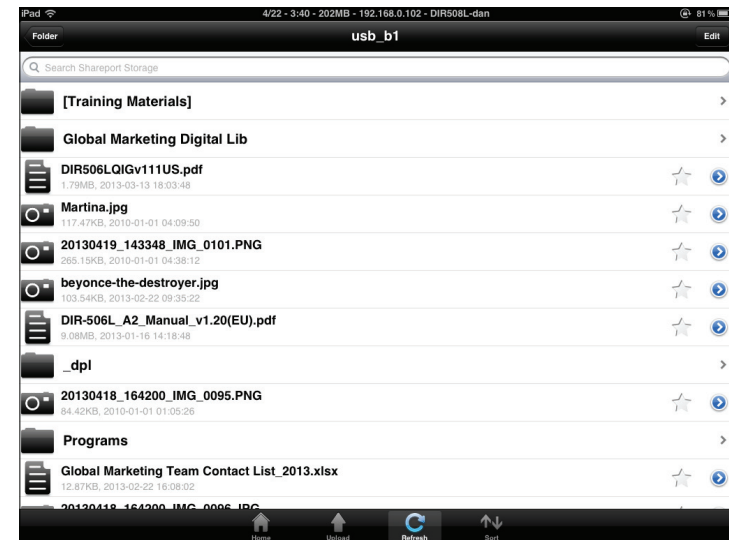 iPad 4/22 - 3:40 - 202MB - 192.168.0.102 - DIR508L-dan 81%
Folder usb_b1 Edit
Search Shareport Storage
[Training Materials]
Global Marketing Digital Lib
DIR506LQIGv111US.pdf
1.79MB, 2013-03-13 18:03:48
Martina.jpg
117.47KB, 2010-01-01 04:09:50
20130419_143348_IMG_0101.PNG
265.15KB, 2010-01-01 04:38:12
beyonce-the-destroyer.jpg
103.54KB, 2013-02-22 09:35:22
DIR-506L_A2_Manual_v1.20(EU).pdf
9.08MB, 2013-01-16 14:18:48
_dpl
20130418_164200_IMG_0095.PNG
84.42KB, 2010-01-01 01:05:26
Programs
Global Marketing Team Contact List_2013.xlsx
12.87KB, 2013-02-22 16:08:02
20130418_164200_IMG_0096.JPG
Home Upload Refresh Sort